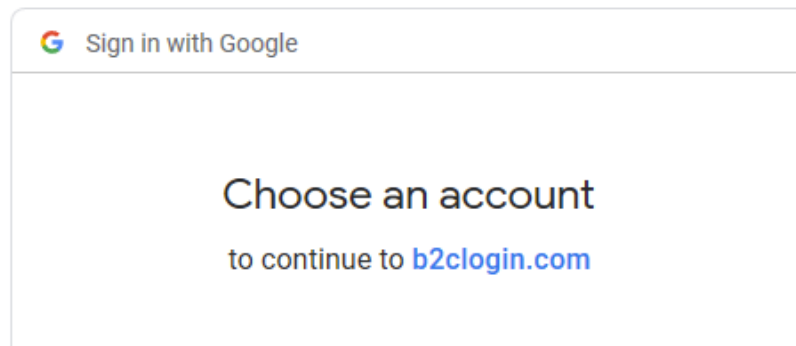 Sign in with Google
Choose an account
to continue to b2clogin.com